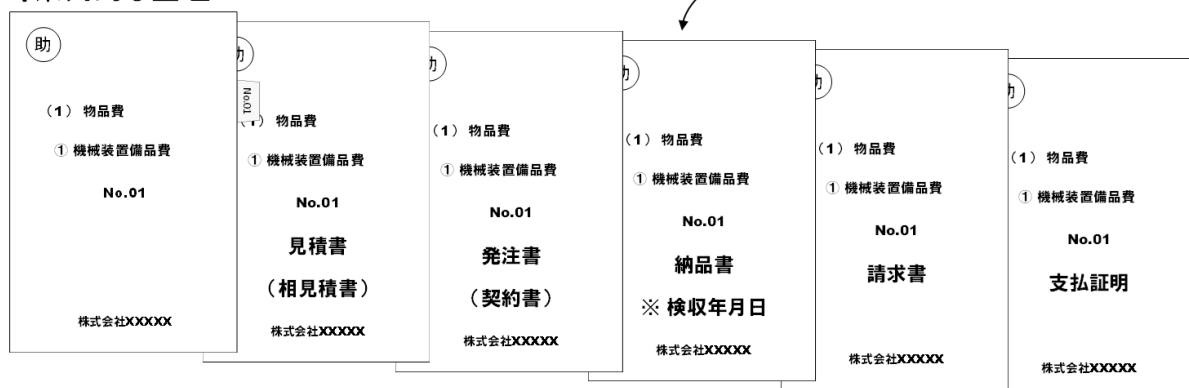 助
（1） 物品費
① 機械装置備品費
No.01
株式会社XXXXX
No.01
物品費
① 機械装置備品費
No.01
見積書
（相見積書）
株式会社XXXXX
（1） 物品費
① 機械装置備品費
No.01
発注書
（契約書）
株式会社XXXXX
（1） 物品費
① 機械装置備品費
No.01
納品書
※ 検収年月日
株式会社XXXXX
（1） 物品費
① 機械装置備品費
No.01
請求書
株式会社XXXXX
（1） 物品費
① 機械装置備品費
No.01
支払証明
株式会社XXXXX